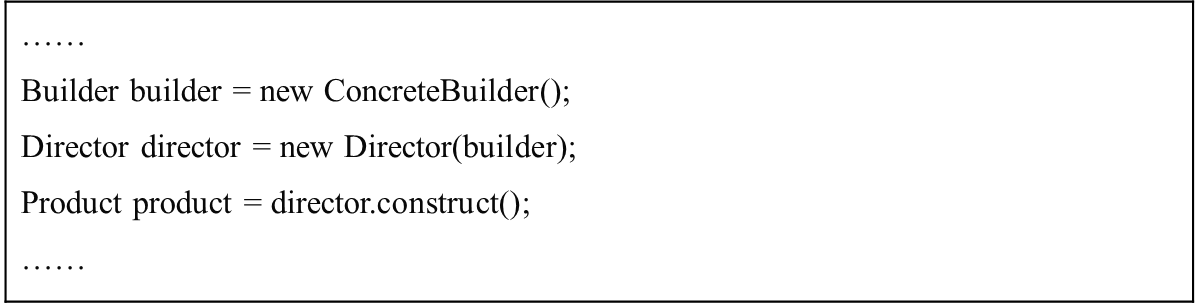 ……
Builder builder = new ConcreteBuilder();
Director director = new Director(builder);
Product product = director.construct();
……